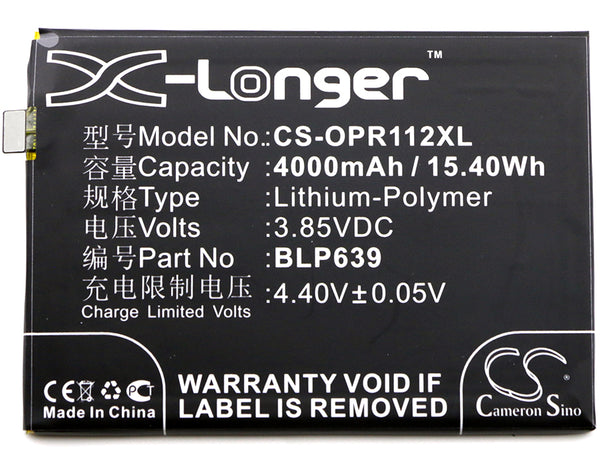 X-Longer™
型号Model No.:CS-OPR112XL
容量Capacity :4000mAh / 15.40Wh
规格Type :Lithium-Polymer
电压Volts :3.85VDC
编号Part No :BLP639
充电限制电压 :4.40V±0.05V
Charge Limited Volts
CE PCT
Made In China
WARRANTY VOID IF
LABEL IS REMOVED
CS
Cameron Sino